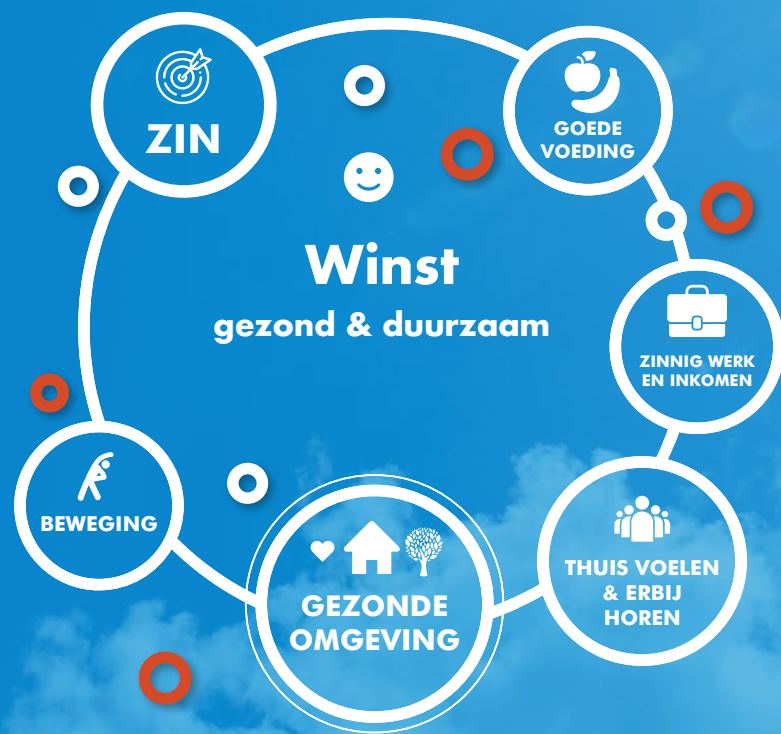 ZIN
GOEDE
VOEDING
Winst
gezond & duurzaam
ZINNIG WERK
EN INKOMEN
BEWEGING
THUIS VOELEN
& ERBIJ
HOREN
GEZONDE
OMGEVING